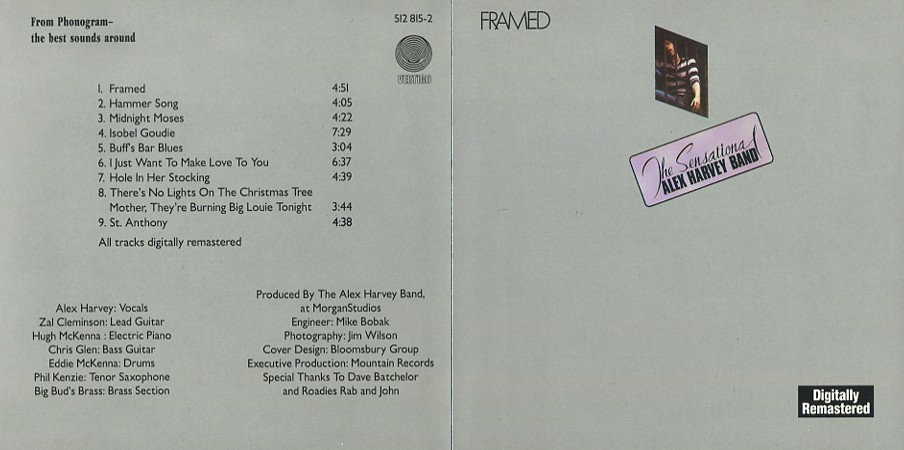 From Phonogram–
the best sounds around
512 815-2
VERTIGO
1. Framed 4:51
2. Hammer Song 4:05
3. Midnight Moses 4:22
4. Isobel Goudie 7:29
5. Buff's Bar Blues 3:04
6. I Just Want To Make Love To You 6:37
7. Hole In Her Stocking 4:39
8. There's No Lights On The Christmas Tree
Mother, They're Burning Big Louie Tonight 3:44
9. St. Anthony 4:38
All tracks digitally remastered
Alex Harvey: Vocals
Zal Cleminson: Lead Guitar
Hugh McKenna : Electric Piano
Chris Glen: Bass Guitar
Eddie McKenna: Drums
Phil Kenzie: Tenor Saxophone
Big Bud's Brass: Brass Section
Produced By The Alex Harvey Band,
at MorganStudios
Engineer: Mike Bobak
Photography: Jim Wilson
Cover Design: Bloomsbury Group
Executive Production: Mountain Records
Special Thanks To Dave Batchelor
and Roadies Rab and John
FRAMED
The Sensational
ALEX HARVEY BAND
Digitally
Remastered